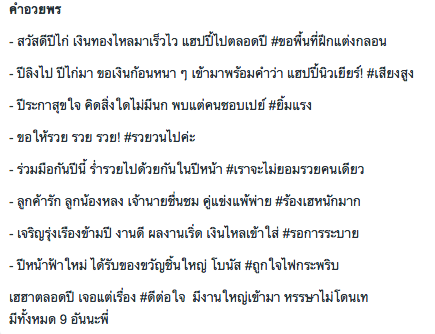 คำอวยพร
- สวัสดีปีไก่ เงินทองไหลมาเร็วไว แฮปปี้ไปตลอดปี #ขอพื้นที่ฝึกแต่งกลอน
- ปีลิงไป ปีไก่มา ขอเงินก้อนหนา ๆ เข้ามาพร้อมคำว่า แฮปปี้นิวเยียร์! #เสียงสูง
- ปีระกาสุขใจ คิดสิ่งใดไม่มีนก พบแต่คนชอบเปย์ #ยิ้มแรง
- ขอให้รวย รวย รวย! #รวยวนไปค่ะ
- ร่วมมือกันปีนี้ ร่ำรวยไปด้วยกันในปีหน้า #เราจะไม่ยอมรวยคนเดียว
- ลูกค้ารัก ลูกน้องหลง เจ้านายชื่นชม คู่แข่งแพ้พ่าย #ร้องเฮหนักมาก
- เจริญรุ่งเรืองข้ามปี งานดี ผลงานเริ่ด เงินไหลเข้าใส่ #รอการระบาย
- ปีหน้าฟ้าใหม่ ได้รับของขวัญชิ้นใหญ่ โบนัส #ถูกใจไฟกระพริบ
เฮฮาตลอดปี เจอแต่เรื่อง #ดีต่อใจ มีงานใหญ่เข้ามา หรรษาไม่โดนเท
มีทั้งหมด 9 อันนะพี่